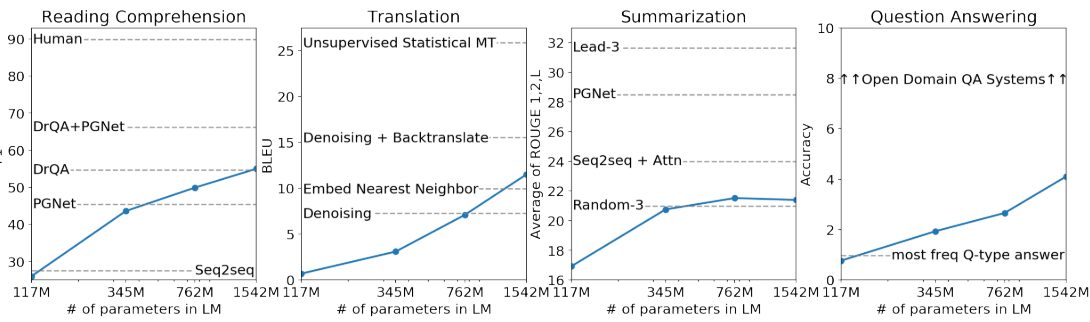 Reading Comprehension
90
80
70
60
50
40
30
Human
DrQA+PGNet
DrQA
PGNet
Seq2seq
117M
345M
762M
1542M
# of parameters in LM
Translation
BLEU
25
20
15
10
5
0
Unsupervised Statistical MT
Denoising + Backtranslate
Embed Nearest Neighbor
Denoising
117M
345M
762M
1542M
# of parameters in LM
Summarization
Average of ROUGE 1,2,L
32
30
28
26
24
22
20
18
16
Lead-3
PGNet
Seq2seq + Attn
Random-3
117M
345M
762M
1542M
# of parameters in LM
Question Answering
Accuracy
10
8
6
4
2
0
↑↑Open Domain QA Systems↑↑
most freq Q-type answer
117M
345M
762M
1542M
# of parameters in LM